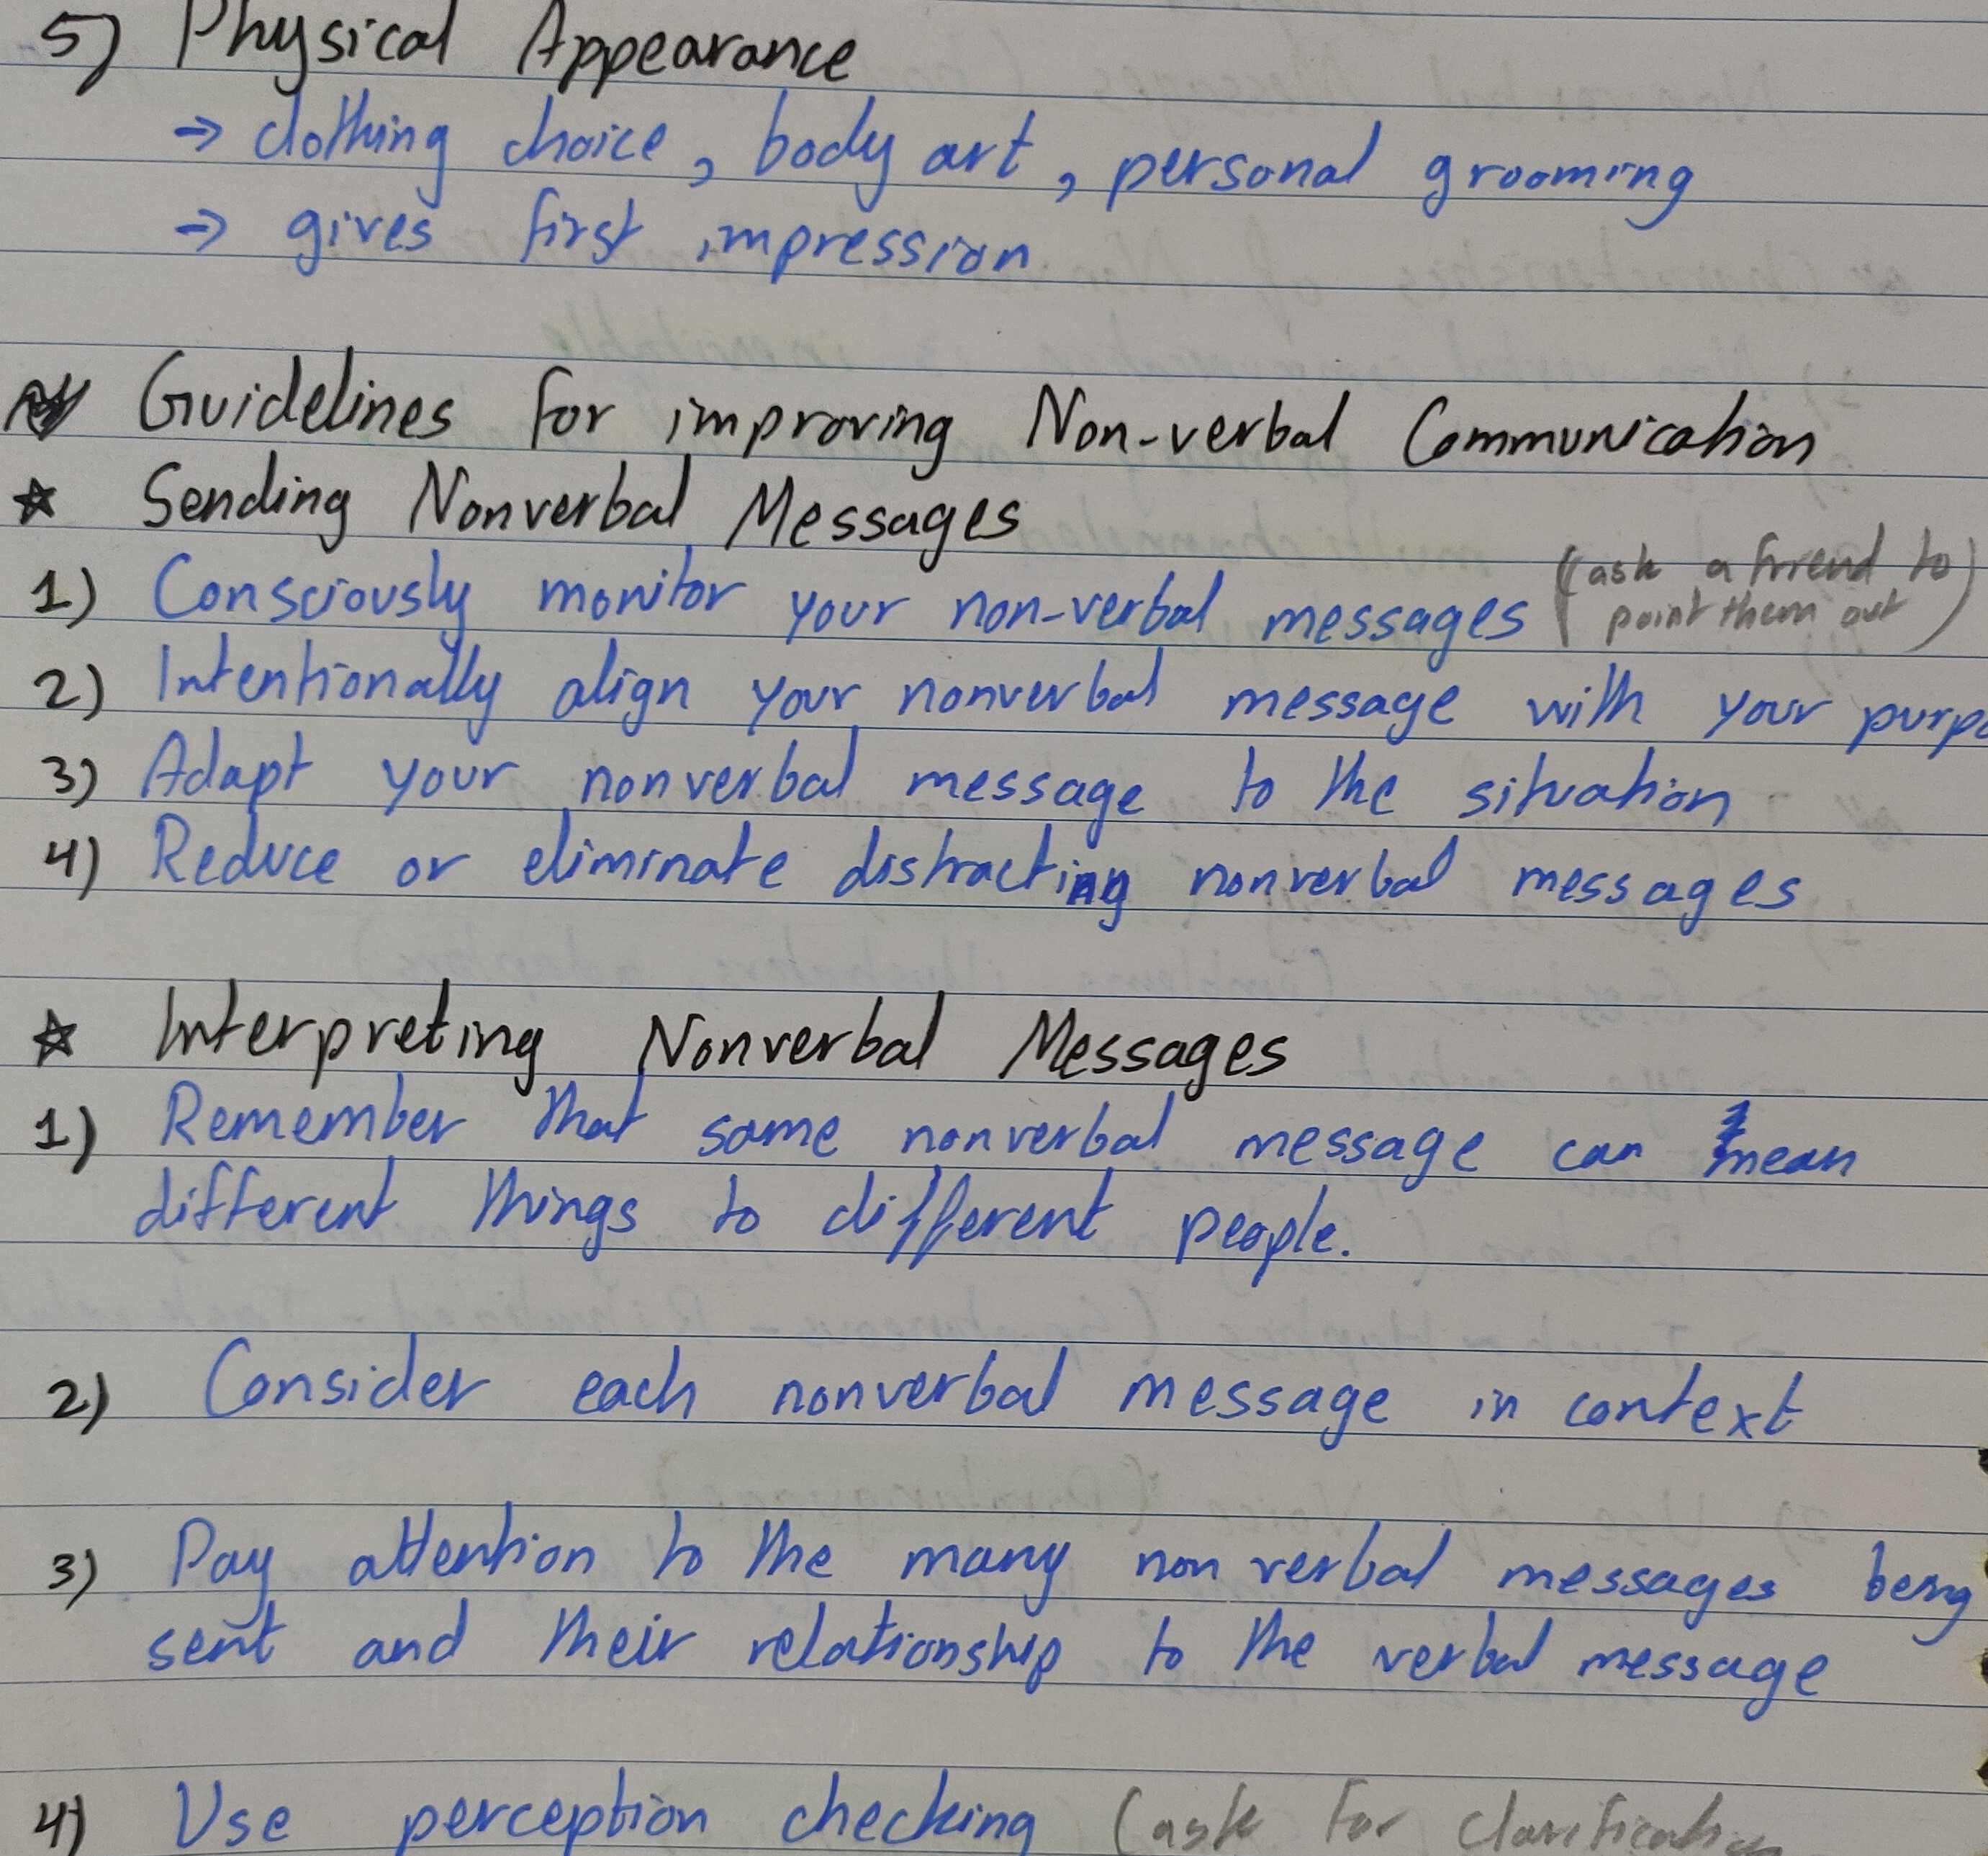 5) Physical Appearance
→ clothing choice, body art, personal grooming
→ gives first impression
Guidelines for improving Non-verbal Communication
☆ Sending Nonverbal Messages
1) Consciously monitor your non-verbal messages (ask a friend to point them out)
2) Intentionally align your nonverbal message with your purpo
3) Adapt your nonverbal message to the situation
4) Reduce or eliminate distracting nonverbal messages
☆ Interpreting Nonverbal Messages
1) Remember that same nonverbal message can mean
different things to different people.
2) Consider each nonverbal message in context
3) Pay attention to the many non verbal messages being
sent and their relationship to the verbal message
4) Use perception checking (ask for clarification